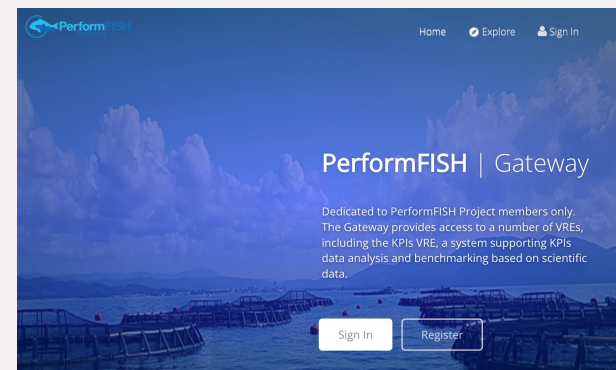 PerformFISH
Home Explore Sign In
PerformFISH | Gateway
Dedicated to PerformFISH Project members only.
The Gateway provides access to a number of VREs,
including the KPIs VRE, a system supporting KPIs
data analysis and benchmarking based on scientific
data.
Sign In Register